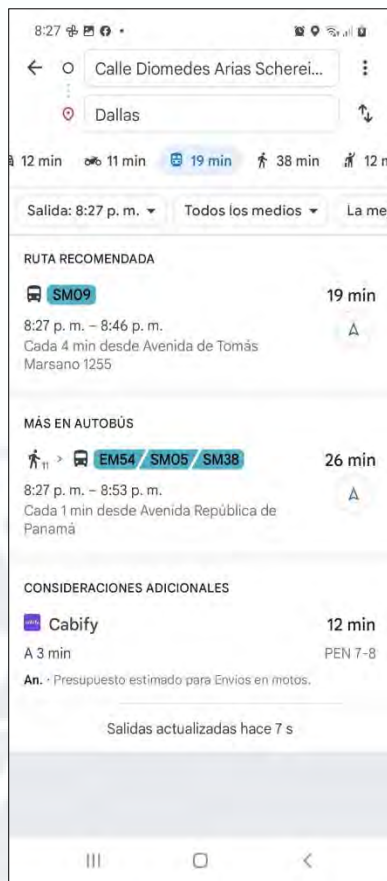 8:27
Calle Diomedes Arias Scherei...
Dallas
12 min 11 min 19 min 38 min 12 m
Salida: 8:27 p. m. Todos los medios La me
RUTA RECOMENDADA
SM09 19 min
8:27 p. m. – 8:46 p. m.
Cada 4 min desde Avenida de Tomás
Marsano 1255
MÁS EN AUTOBÚS
11 > EM54 SM05 SM38 26 min
8:27 p. m. – 8:53 p. m.
Cada 1 min desde Avenida República de
Panamá
CONSIDERACIONES ADICIONALES
Cabify 12 min
A 3 min PEN 7-8
An. · Presupuesto estimado para Envíos en motos.
Salidas actualizadas hace 7 s